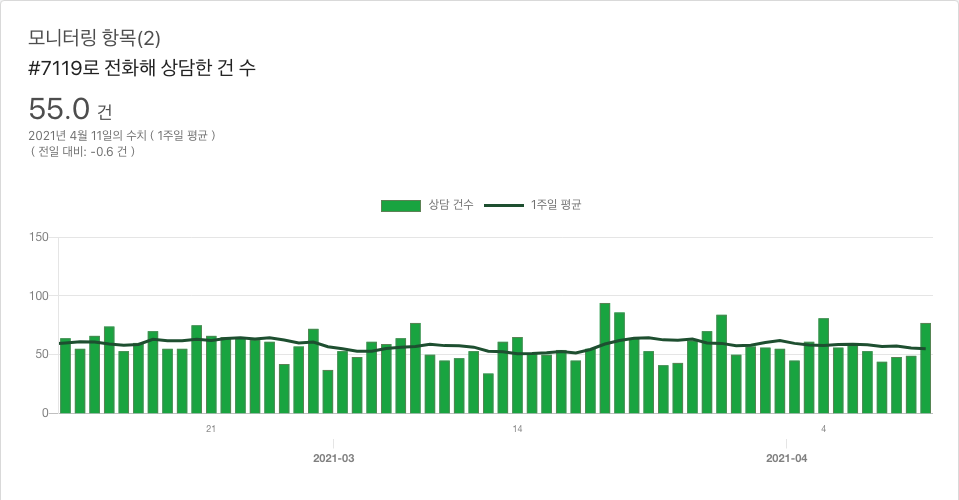 모니터링 항목(2)
#7119로 전화해 상담한 건 수
55.0 건
2021년 4월 11일의 수치 ( 1주일 평균 )
( 전일 대비: -0.6 건 )
상담 건수 1주일 평균
150
100
50
0
21 14 4
2021-03 2021-04